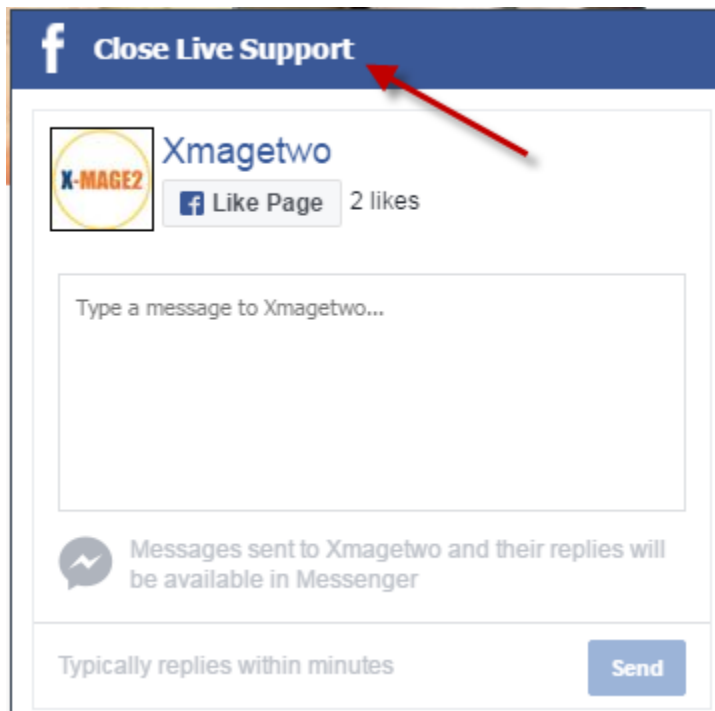 f Close Live Support
X-MAGE2
Xmagetwo
f Like Page 2 likes
Type a message to Xmagetwo...
Messages sent to Xmagetwo and their replies will
be available in Messenger
Typically replies within minutes Send